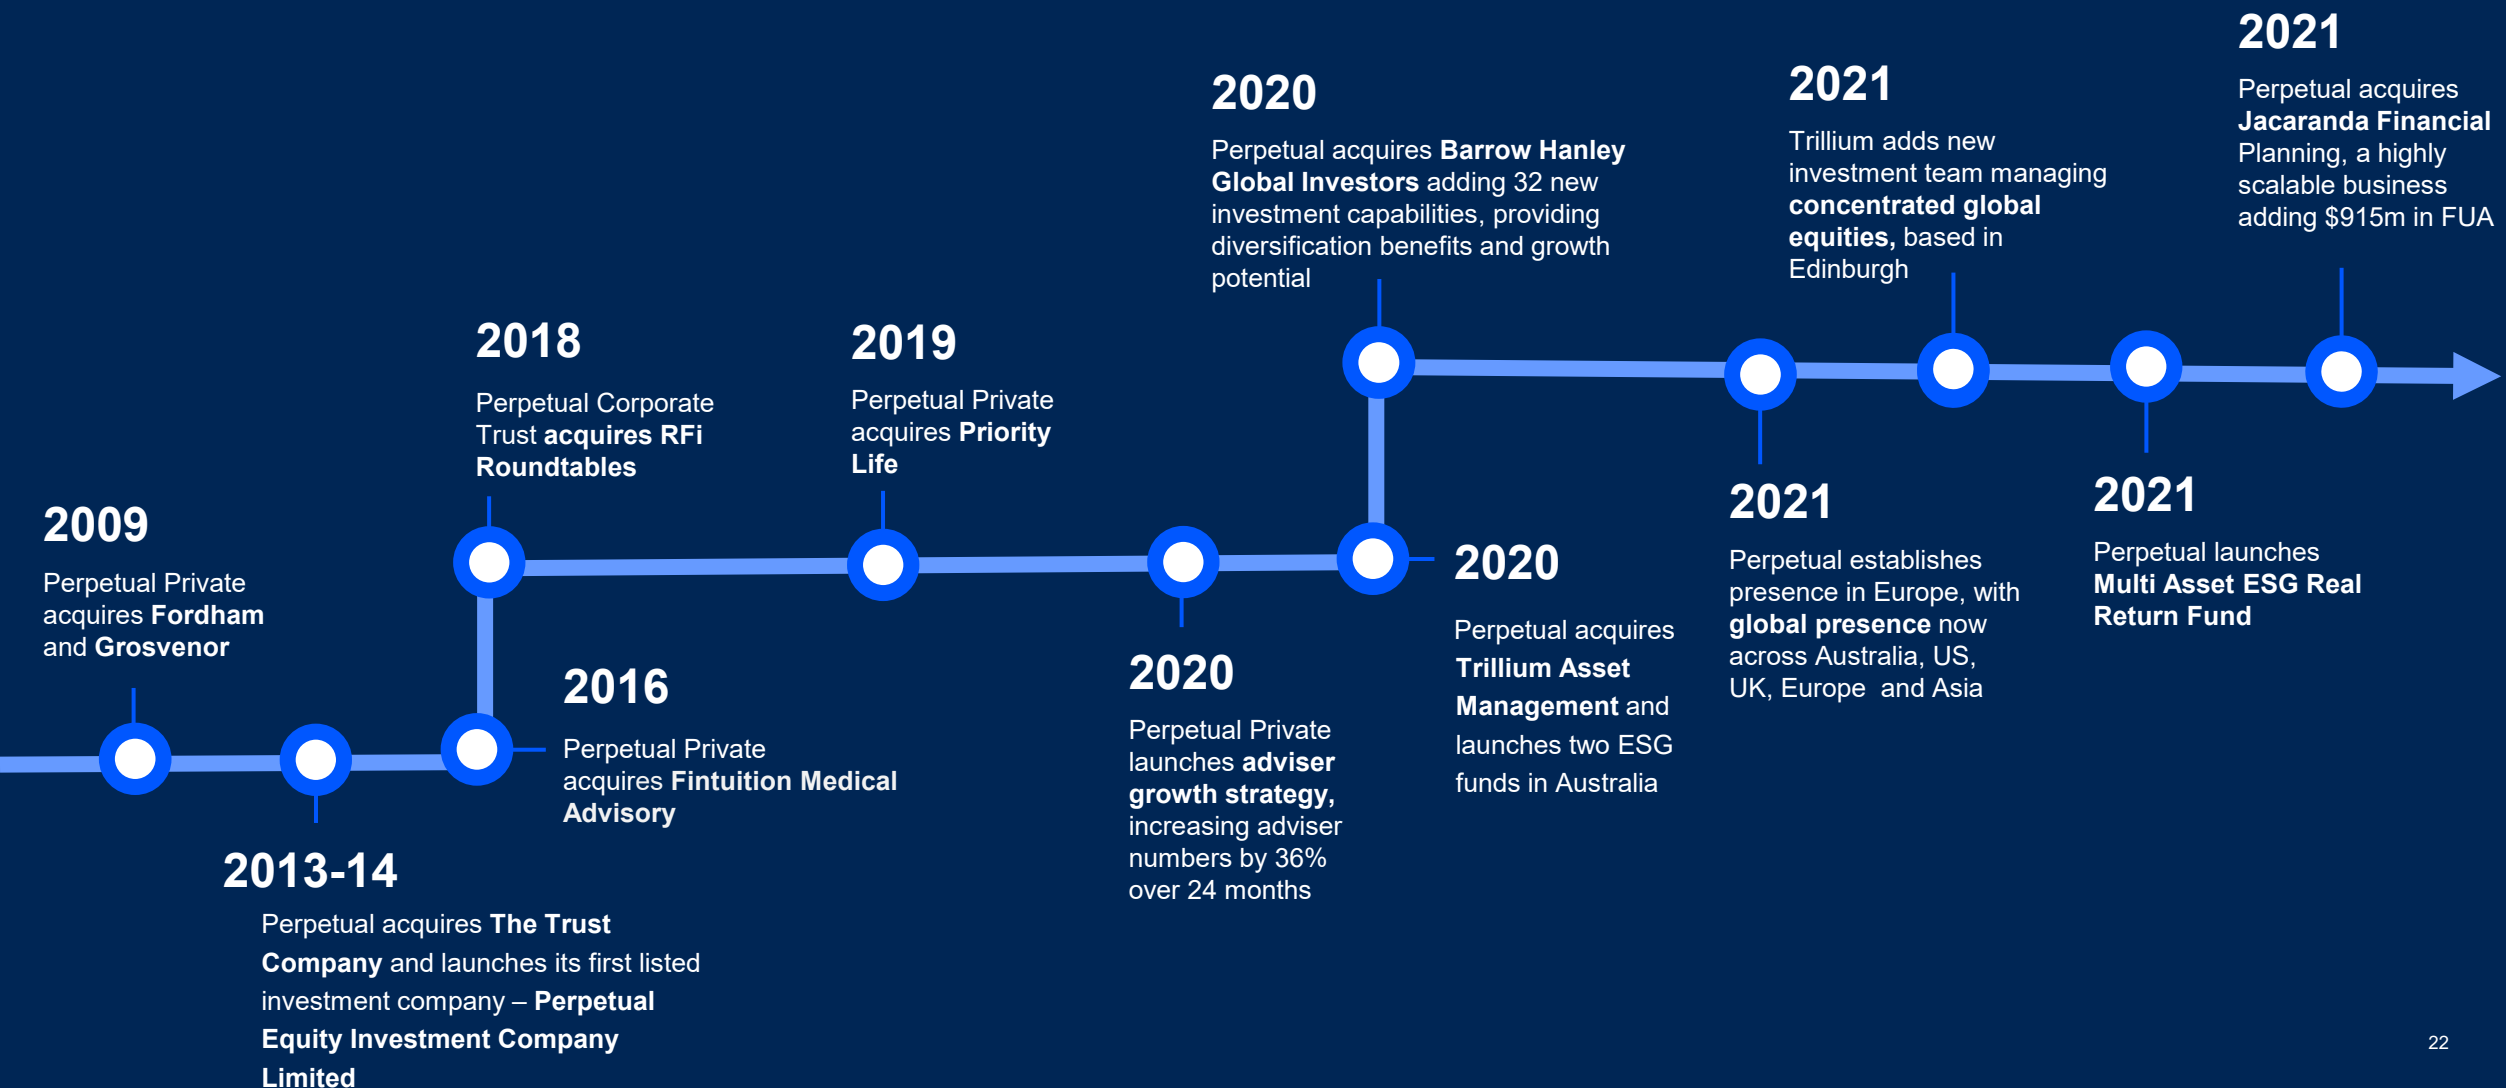 2009
Perpetual Private
acquires Fordham
and Grosvenor
2013-14
Perpetual acquires The Trust
Company and launches its first listed
investment company – Perpetual
Equity Investment Company
Limited
2016
Perpetual Private
acquires Fintuition Medical
Advisory
2018
Perpetual Corporate
Trust acquires RFi
Roundtables
2019
Perpetual Private
acquires Priority
Life
2020
Perpetual Private
launches adviser
growth strategy,
increasing adviser
numbers by 36%
over 24 months
2020
Perpetual acquires
Trillium Asset
Management and
launches two ESG
funds in Australia
2020
Perpetual acquires Barrow Hanley
Global Investors adding 32 new
investment capabilities, providing
diversification benefits and growth
potential
2021
Perpetual establishes
presence in Europe, with
global presence now
across Australia, US,
UK, Europe  and Asia
2021
Trillium adds new
investment team managing
concentrated global
equities, based in
Edinburgh
2021
Perpetual launches
Multi Asset ESG Real
Return Fund
2021
Perpetual acquires
Jacaranda Financial
Planning, a highly
scalable business
adding $915m in FUA
22